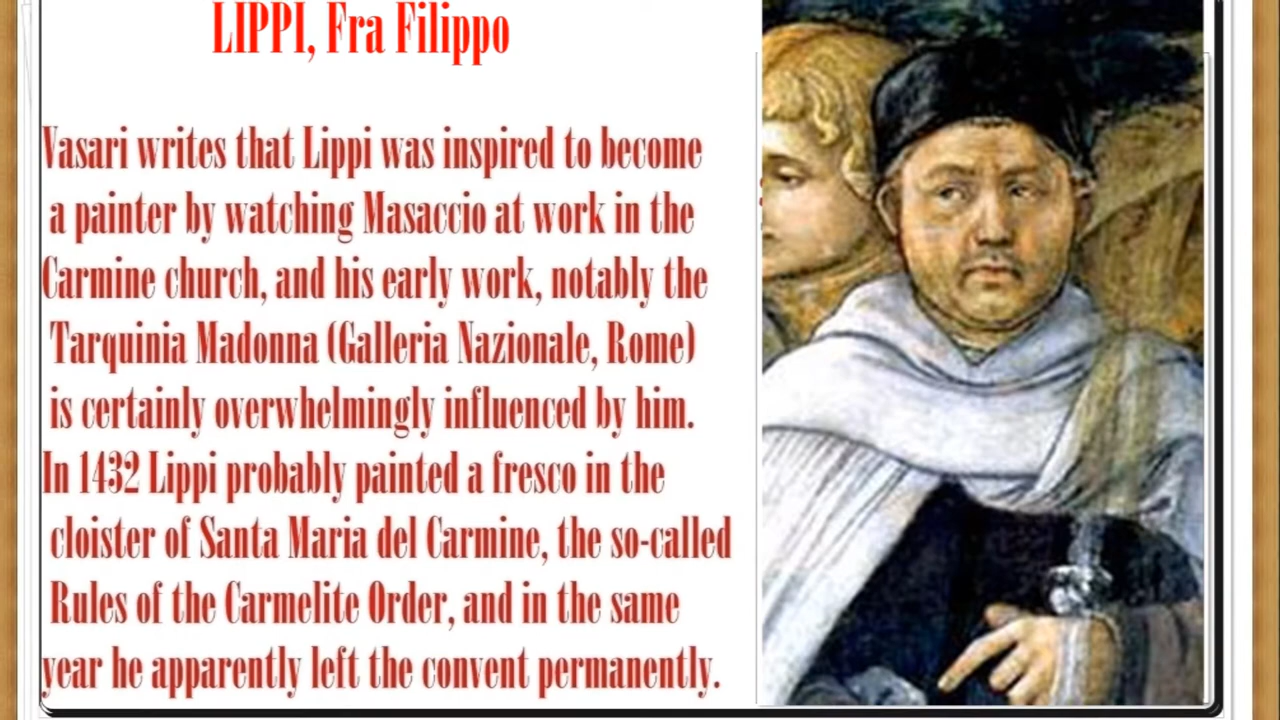 LIPPI, Fra Filippo
Vasari writes that Lippi was inspired to become
a painter by watching Masaccio at work in the
Carmine church, and his early work, notably the
Tarquinia Madonna (Galleria Nazionale, Rome)
is certainly overwhelmingly influenced by him.
In 1432 Lippi probably painted a fresco in the
cloister of Santa Maria del Carmine, the so-called
Rules of the Carmelite Order, and in the same
year he apparently left the convent permanently.